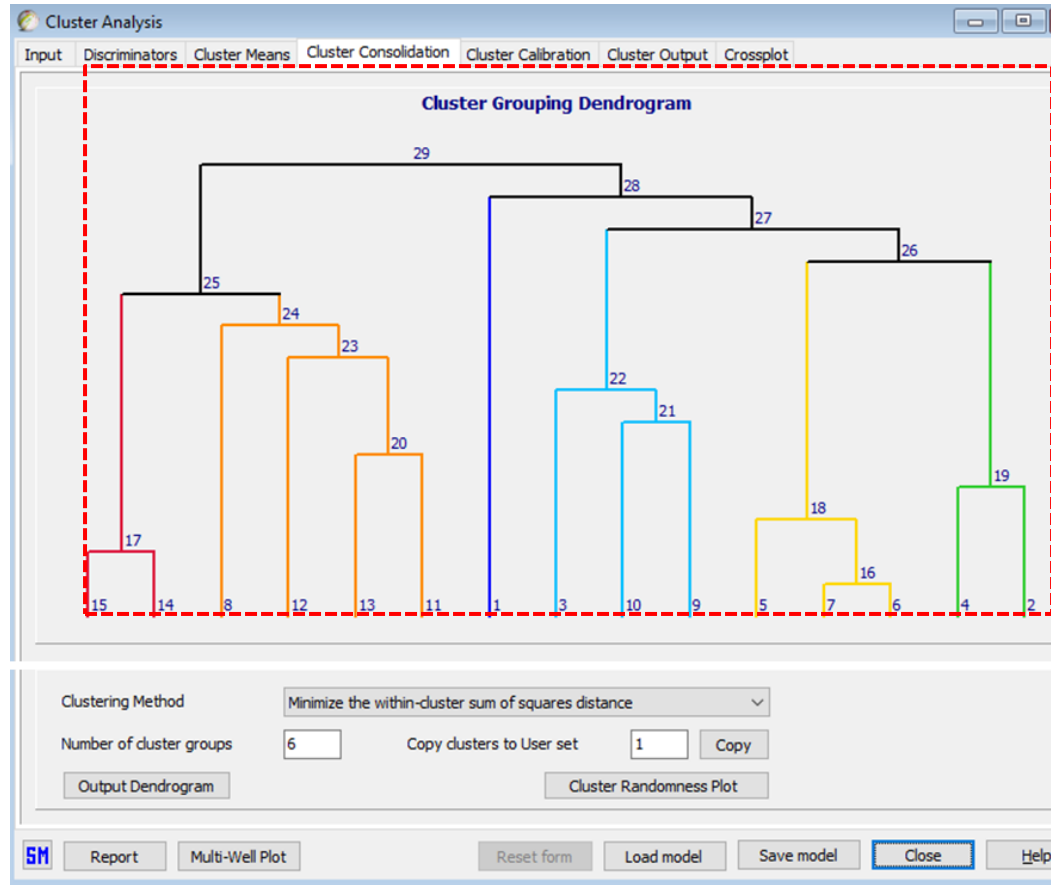 Cluster Analysis
Input Discriminators Cluster Means Cluster Consolidation Cluster Calibration Cluster Output Crossplot
Cluster Grouping Dendrogram
29
28
27
26
25
24
23
22
21
20
19
18
16
17
15 14 8 12 13 11 1 3 10 9 5 7 6 4 2
Clustering Method Minimize the within-cluster sum of squares distance
Number of cluster groups 6 Copy clusters to User set 1 Copy
Output Dendrogram Cluster Randomness Plot
SM Report Multi-Well Plot Reset form Load model Save model Close Help